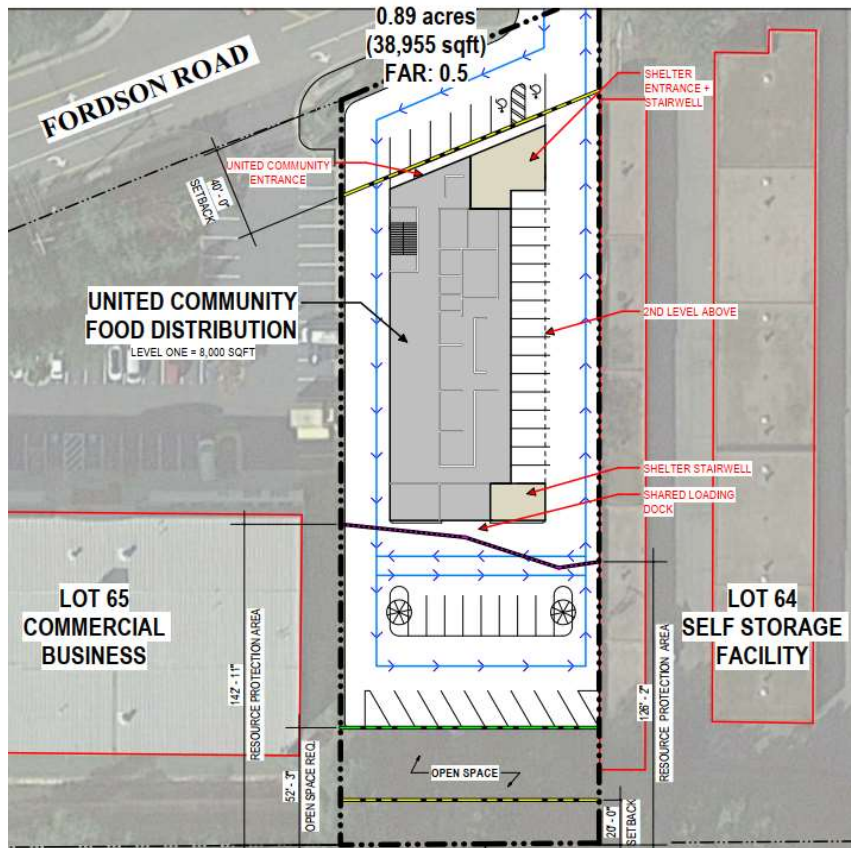 0.89 acres
(38,955 sqft)
FAR: 0.5
FORDSON ROAD
SHELTER
ENTRANCE +
STAIRWELL
UNITED COMMUNITY
ENTRANCE
40' - 0"
SETBACK
UNITED COMMUNITY
FOOD DISTRIBUTION
LEVEL ONE = 8,000 SQFT
2ND LEVEL ABOVE
SHELTER STAIRWELL
SHARED LOADING
DOCK
LOT 65
COMMERCIAL
BUSINESS
LOT 64
SELF STORAGE
FACILITY
142' - 11"
RESOURCE PROTECTION AREA
126' - 2"
RESOURCE PROTECTION AREA
52' - 3"
OPEN SPACE REQ.
OPEN SPACE
20' - 0"
SETBACK